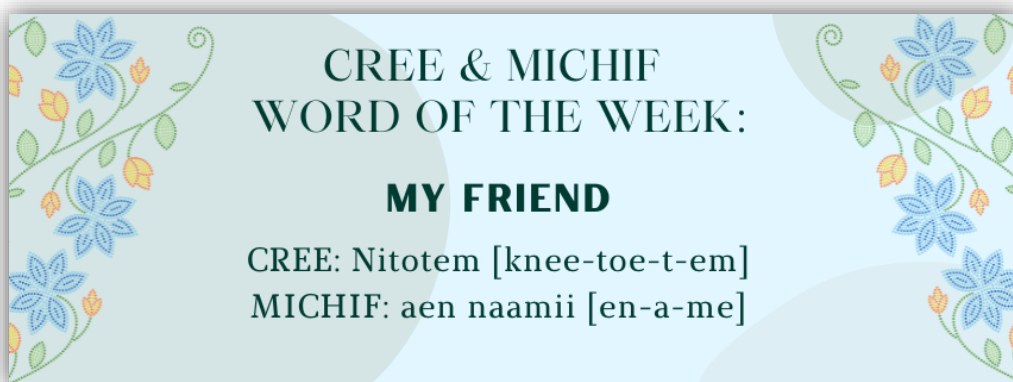 CREE & MICHIF
WORD OF THE WEEK:
MY FRIEND
CREE: Nitotem [knee-toe-t-em]
MICHIF: aen naamii [en-a-me]